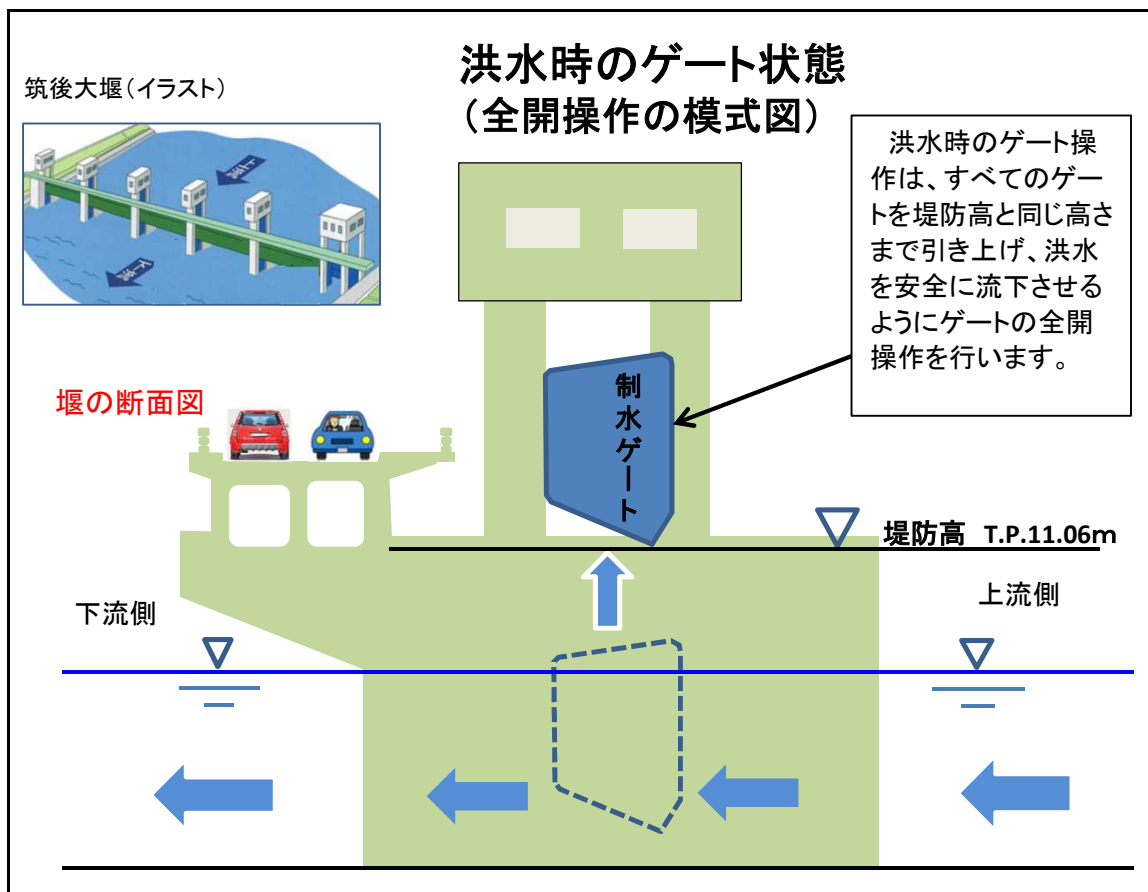 洪水時のゲート状態
（全開操作の模式図）
筑後大堰（イラスト）
上流
下流
洪水時のゲート操
作は、すべてのゲー
トを堤防高と同じ高さ
まで引き上げ、洪水
を安全に流下させる
ようにゲートの全開
操作を行います。
堰の断面図
制水ゲート
堤防高 T.P.11.06m
下流側
上流側